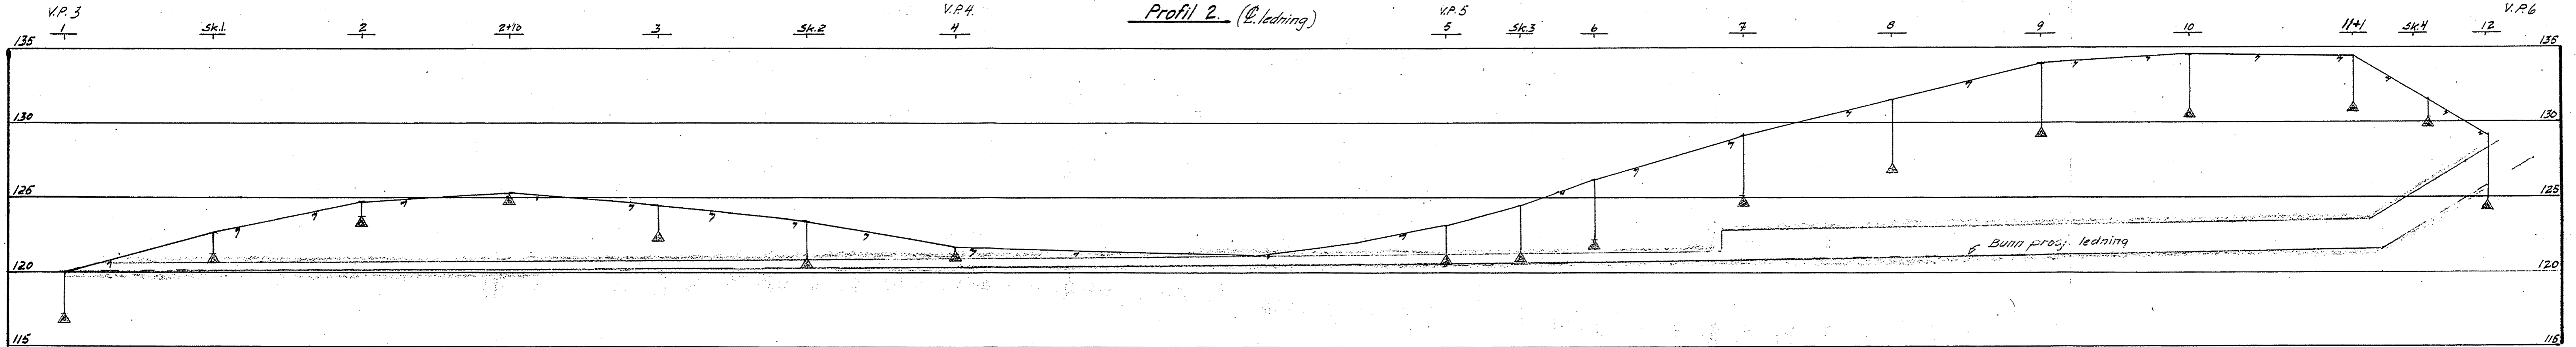 Profil 2. (℄ ledning)
V.P. 3 V.P.4. V.P.5 V.P.6
1 Sk.1. 2 2+10 3 Sk.2 4 5 Sk.3 6 7 8 9 10 11+1 Sk.4 12
135 135
130 130
125 125
Bunn prosj. ledning
120 120
115 115